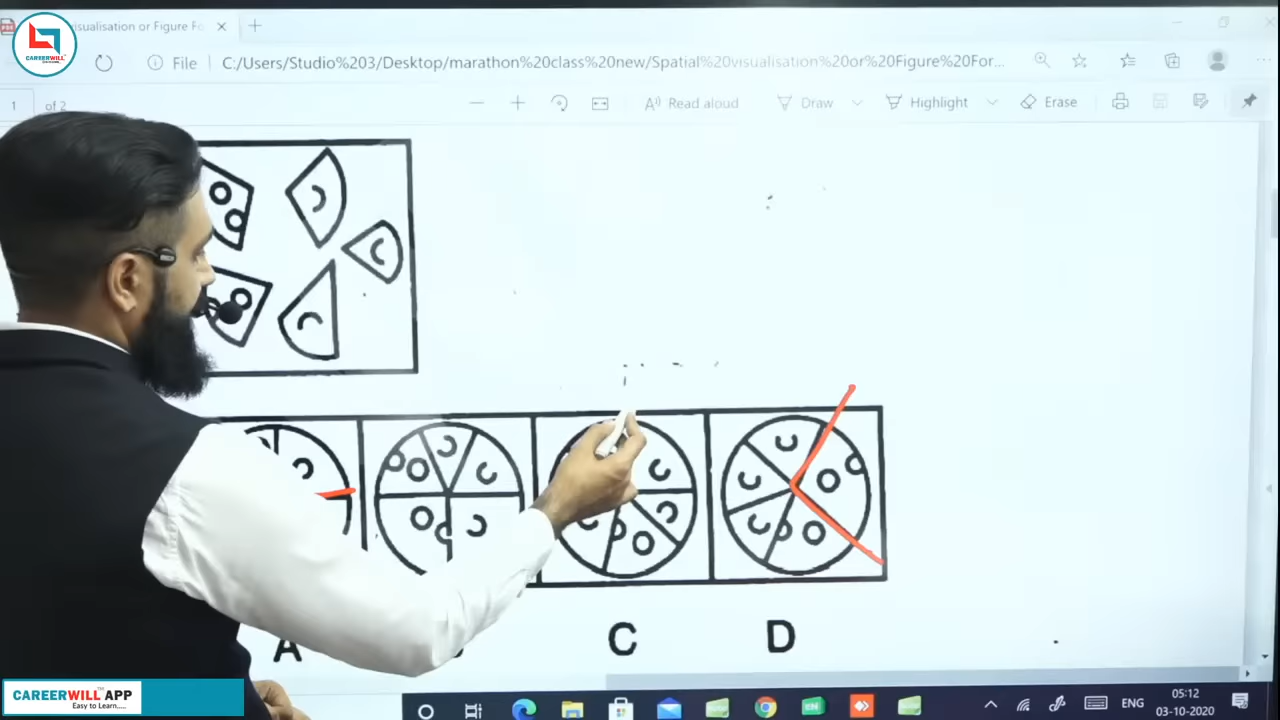 isualisation or Figure Fo
CAREERWILL
File
C:/Users/Studio%203/Desktop/marathon%20class%20new/Spatial%20visualisation%20or%20Figure%20For...
1
of 2
Read aloud
Draw
Highlight
Erase
C
D
A
CAREERWILL APP
Easy to Learn.....
ENG
05:12
03-10-2020